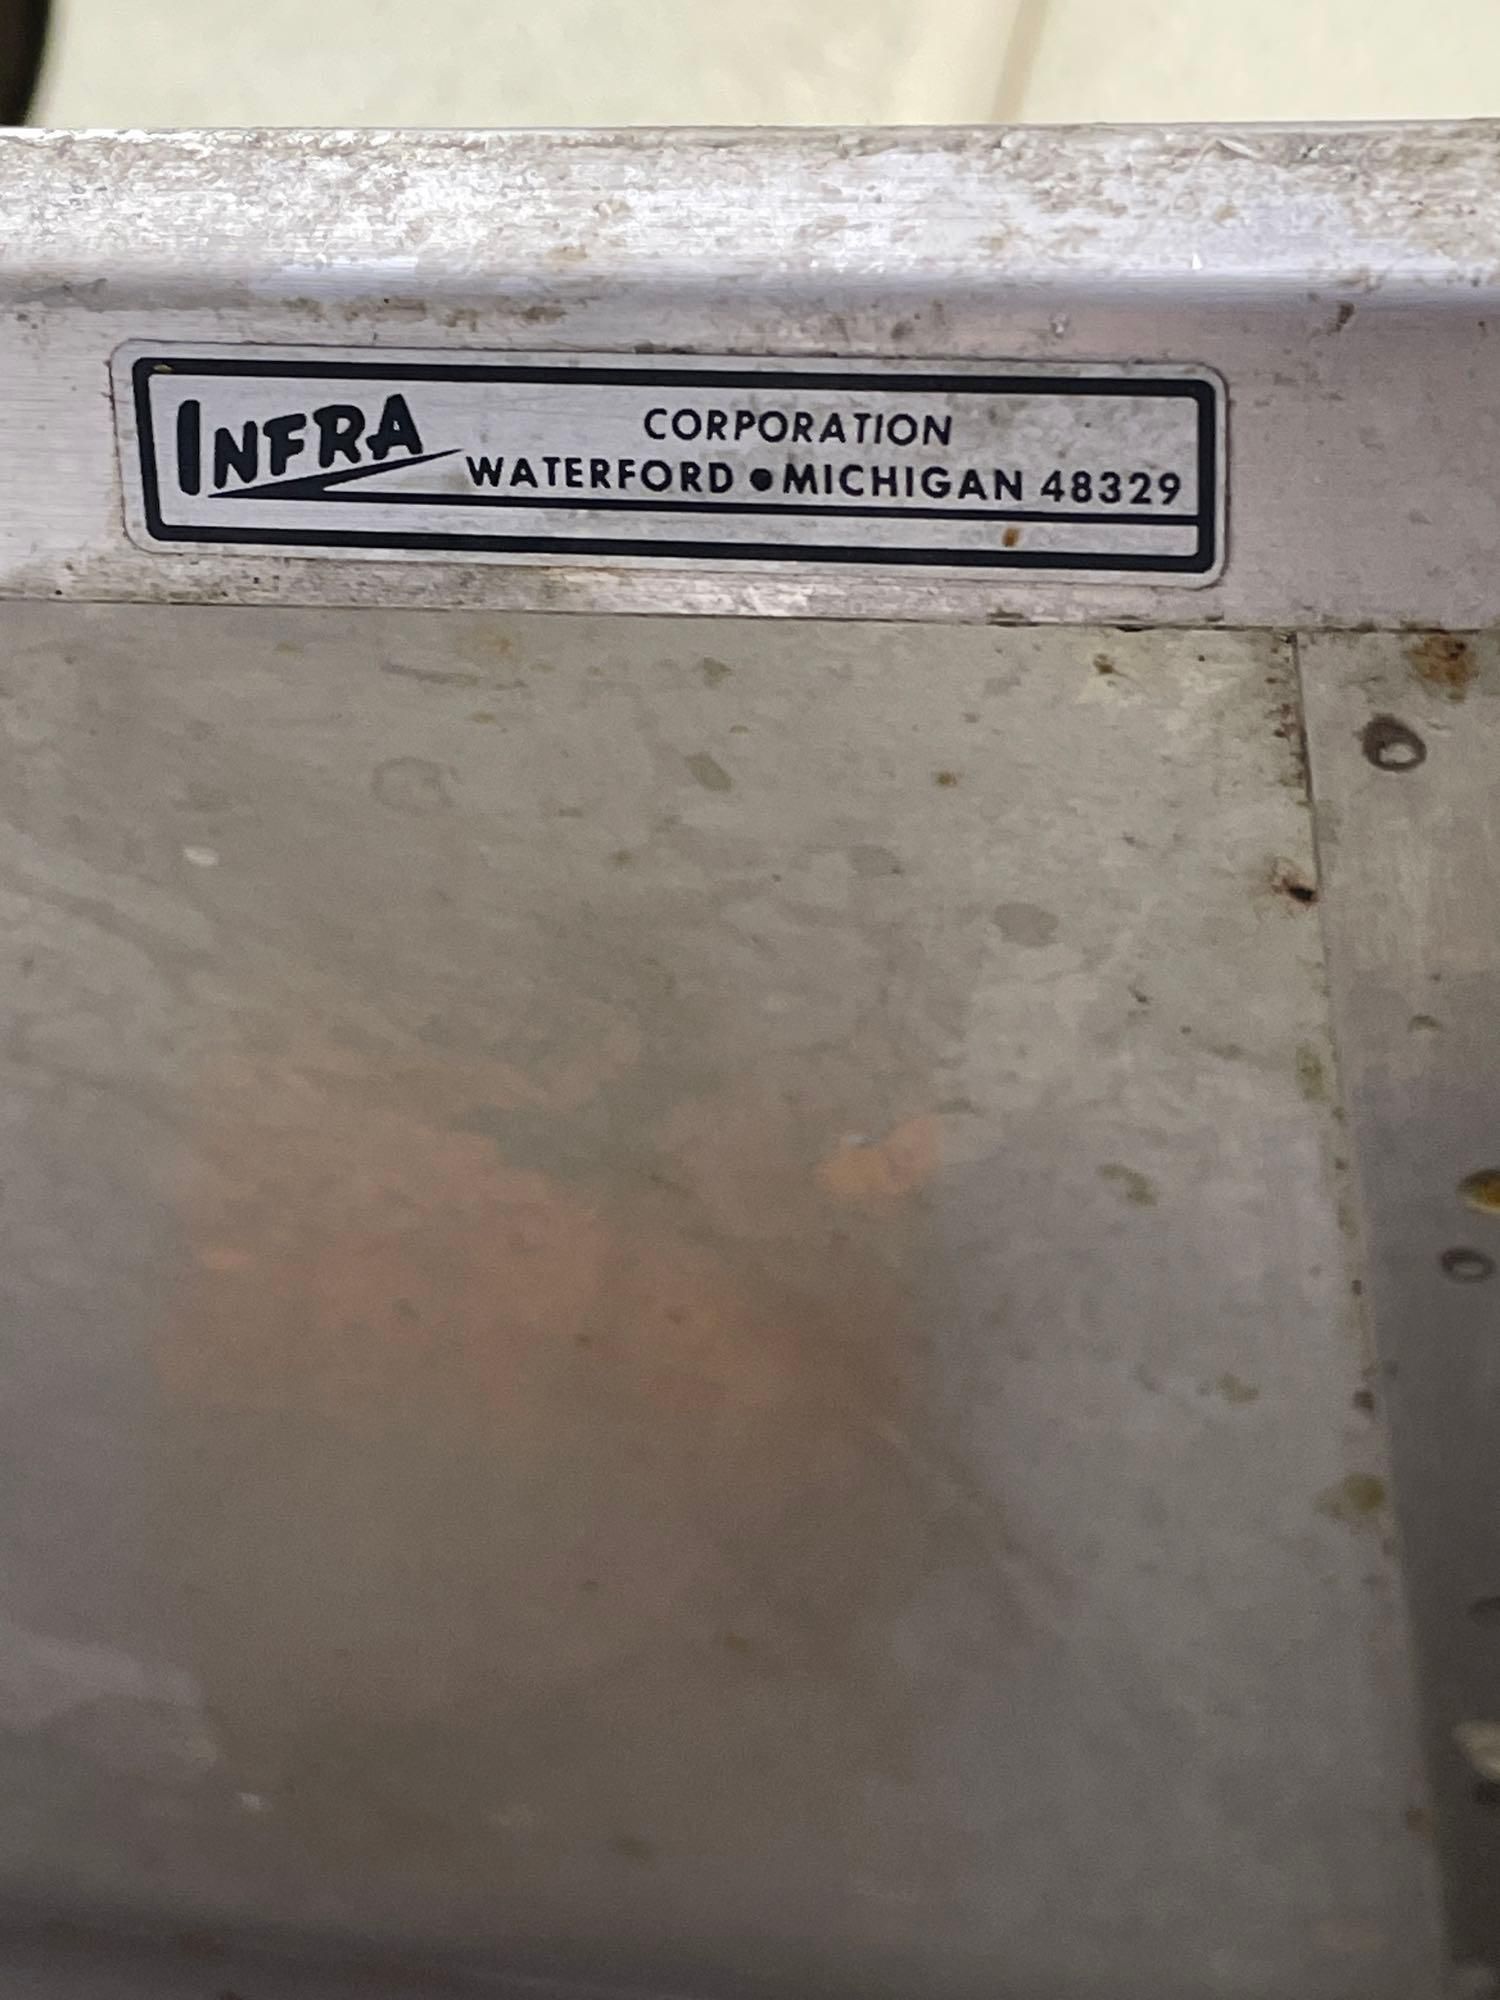 INFRA CORPORATION
WATERFORD • MICHIGAN 48329